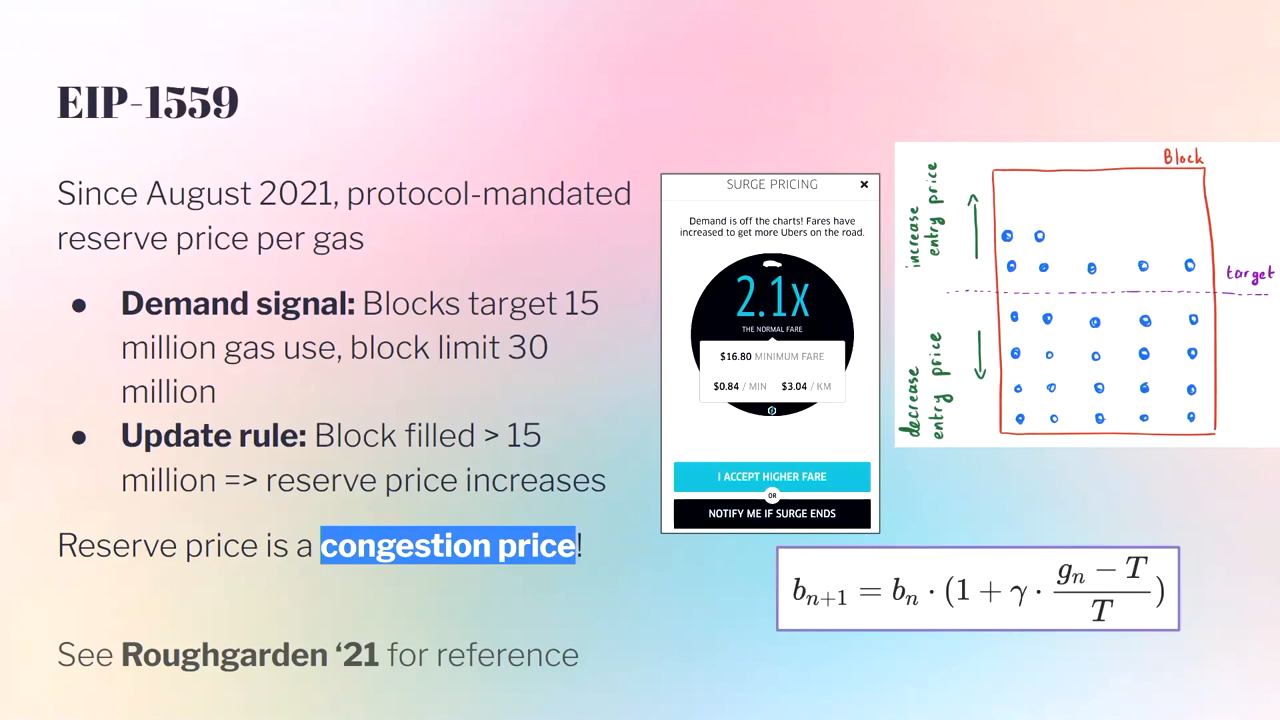 EIP-1559
Since August 2021, protocol-mandated
reserve price per gas
● Demand signal: Blocks target 15
million gas use, block limit 30
million
● Update rule: Block filled > 15
million => reserve price increases
Reserve price is a congestion price!
See Roughgarden ‘21 for reference
SURGE PRICING ×
Demand is off the charts! Fares have
increased to get more Ubers on the road.
2.1x
THE NORMAL FARE
$16.80 MINIMUM FARE
$0.84 / MIN $3.04 / KM
I ACCEPT HIGHER FARE
OR
NOTIFY ME IF SURGE ENDS
Block
increase
entry price
target
decrease
entry price
b_{n+1} = b_n · (1 + γ · \frac{g_n − T}{T})